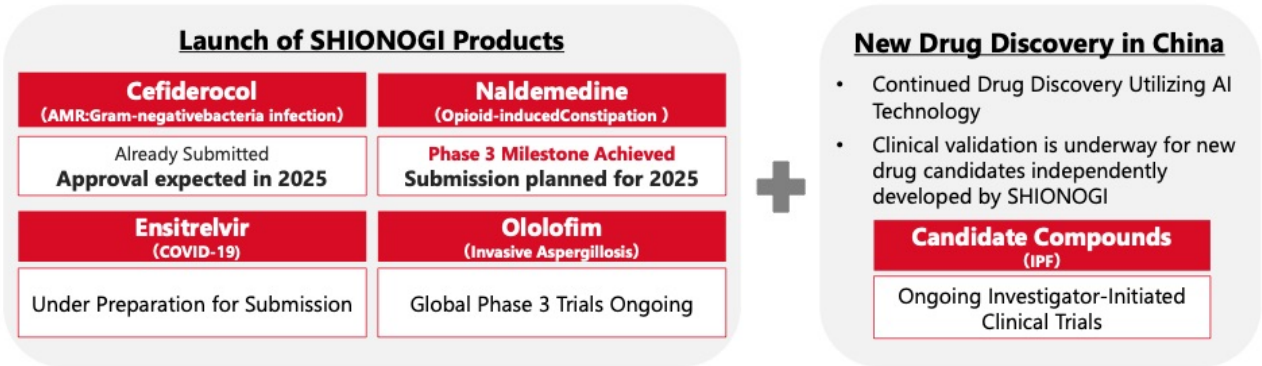 Launch of SHIONOGI Products
Cefiderocol
(AMR:Gram-negativebacteria infection)
Already Submitted
Approval expected in 2025
Naldemedine
(Opioid-inducedConstipation )
Phase 3 Milestone Achieved
Submission planned for 2025
Ensitrelvir
(COVID-19)
Under Preparation for Submission
Ololofim
(Invasive Aspergillosis)
Global Phase 3 Trials Ongoing
New Drug Discovery in China
• Continued Drug Discovery Utilizing AI
Technology
• Clinical validation is underway for new
drug candidates independently
developed by SHIONOGI
Candidate Compounds
(IPF)
Ongoing Investigator-Initiated
Clinical Trials